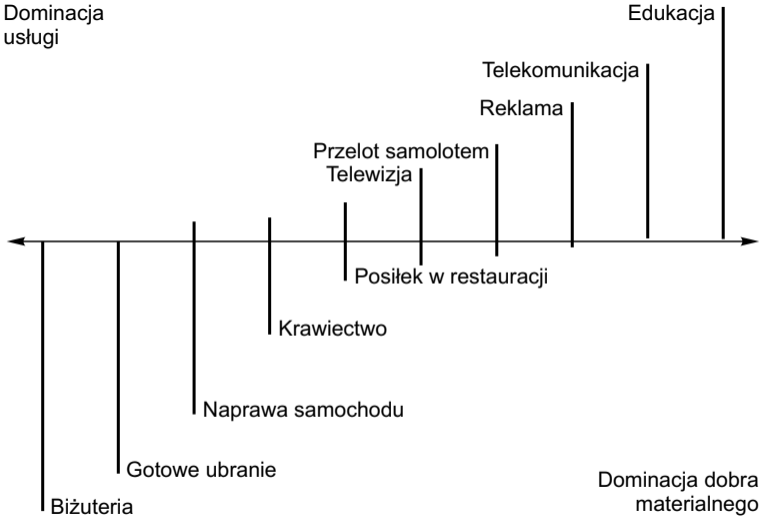 Dominacja
usługi
Edukacja
Telekomunikacja
Reklama
Przelot samolotem
Telewizja
Posiłek w restauracji
Krawiectwo
Naprawa samochodu
Gotowe ubranie
Biżuteria
Dominacja dobra
materialnego